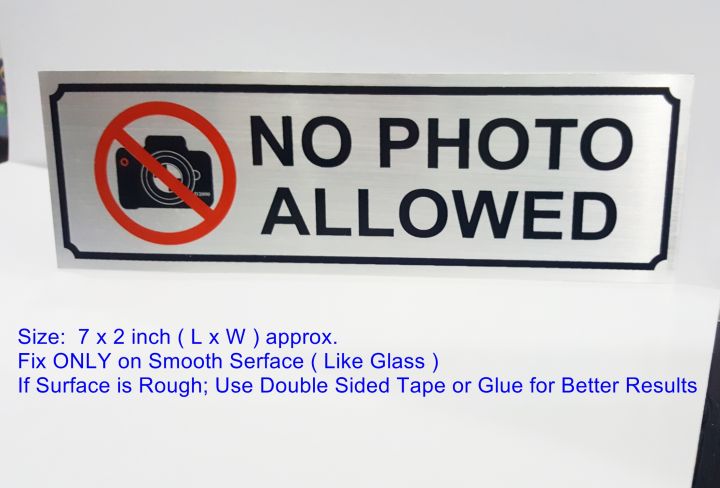 NO PHOTO
ALLOWED
Size:  7 x 2 inch ( L x W ) approx.
Fix ONLY on Smooth Serface ( Like Glass )
If Surface is Rough; Use Double Sided Tape or Glue for Better Results